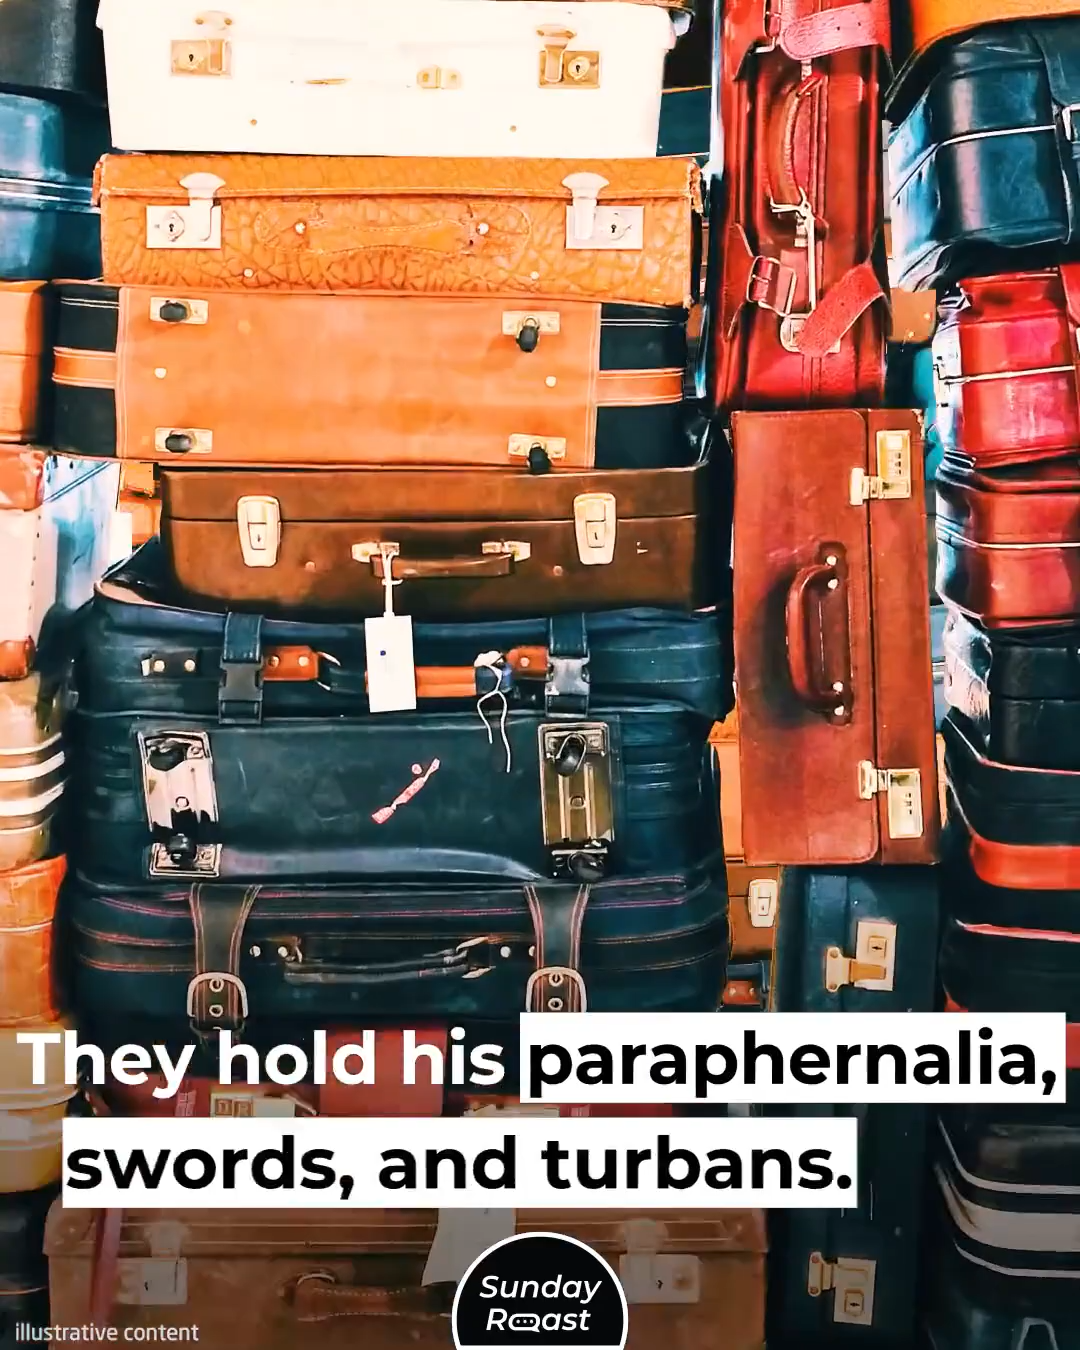 They hold his paraphernalia,
swords, and turbans.
Sunday
Roast
illustrative content